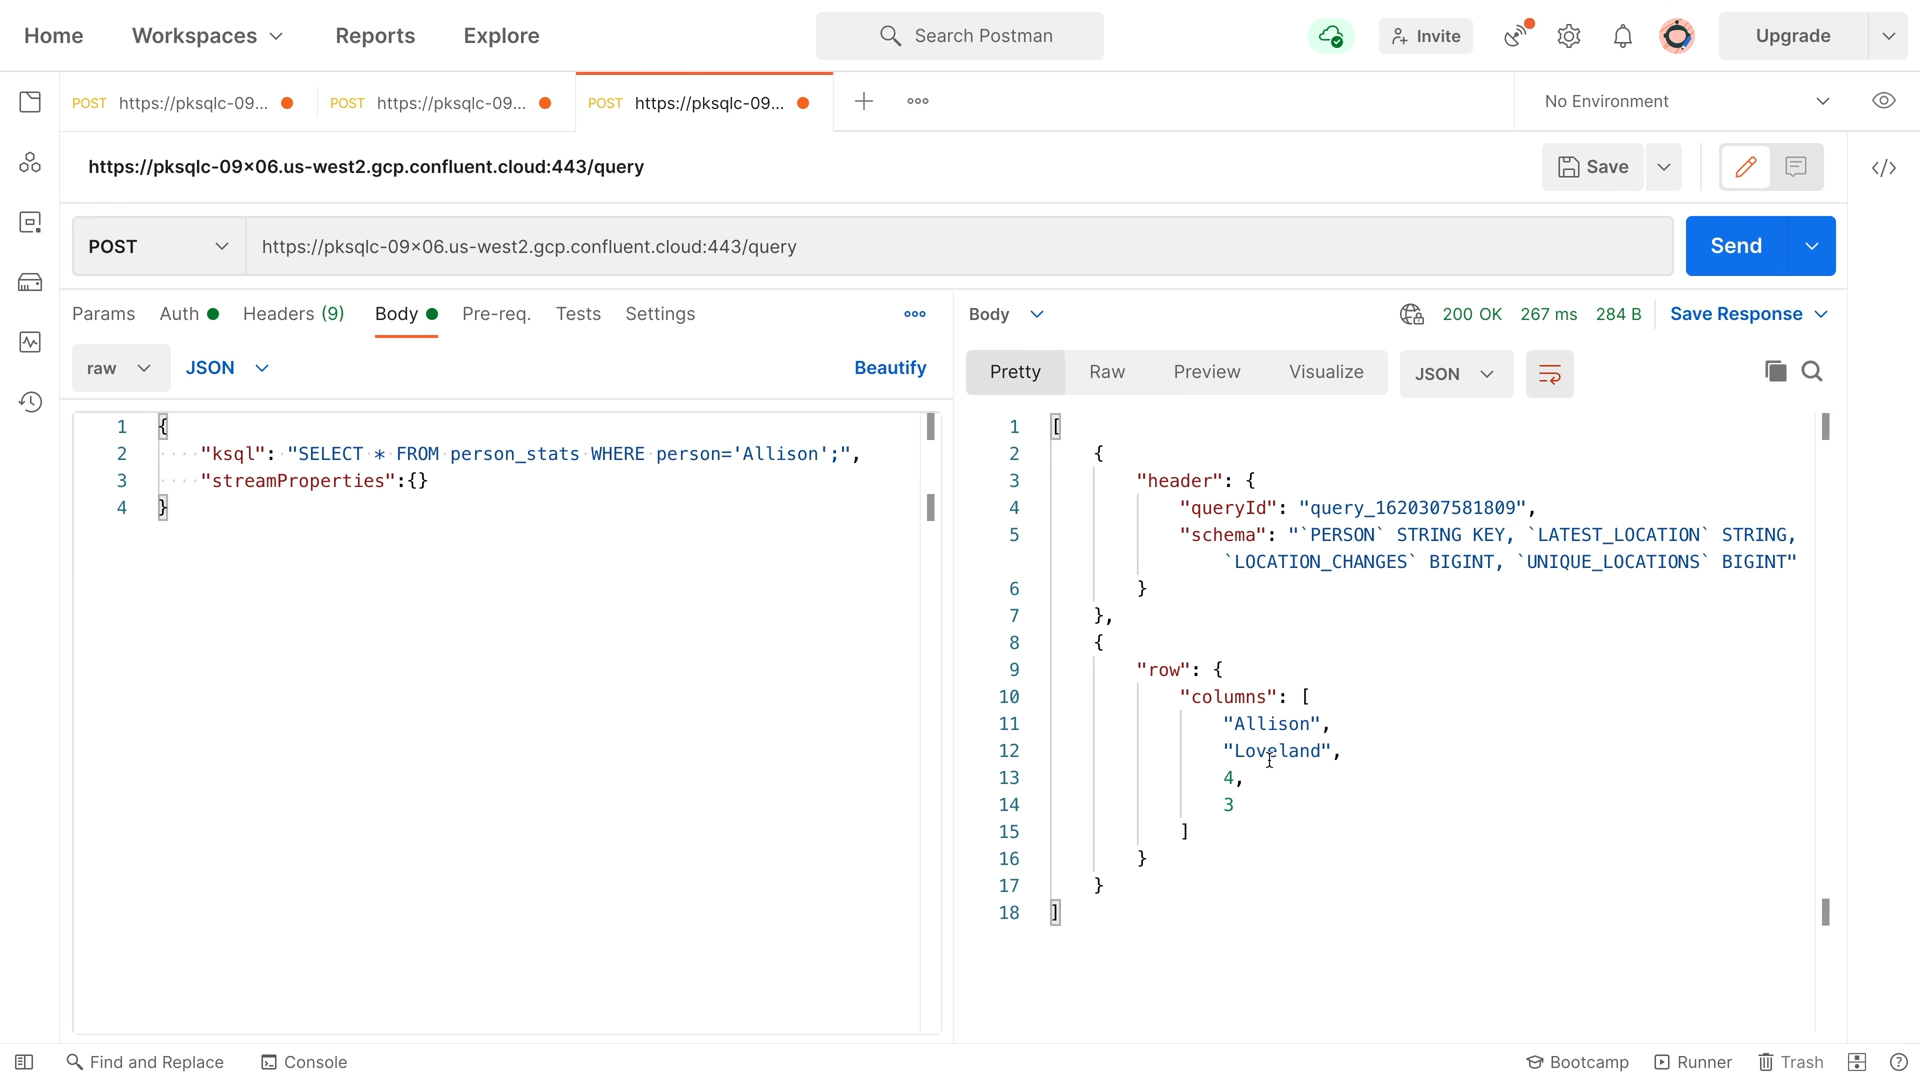 Home Workspaces Reports Explore Search Postman Invite Upgrade
POST https://pksqlc-09... POST https://pksqlc-09... POST https://pksqlc-09... No Environment
https://pksqlc-09×06.us-west2.gcp.confluent.cloud:443/query Save
POST https://pksqlc-09×06.us-west2.gcp.confluent.cloud:443/query Send
Params Auth Headers (9) Body Pre-req. Tests Settings
raw JSON Beautify
1 {
2 "ksql": "SELECT * FROM person_stats WHERE person='Allison';",
3 "streamProperties":{}
4 }
Body 200 OK 267 ms 284 B Save Response
Pretty Raw Preview Visualize JSON
1 [
2 {
3 "header": {
4 "queryId": "query_1620307581809",
5 "schema": "`PERSON` STRING KEY, `LATEST_LOCATION` STRING,
`LOCATION_CHANGES` BIGINT, `UNIQUE_LOCATIONS` BIGINT"
6 }
7 },
8 {
9 "row": {
10 "columns": [
11 "Allison",
12 "Loveland",
13 4,
14 3
15 ]
16 }
17 }
18 ]
Find and Replace Console Bootcamp Runner Trash